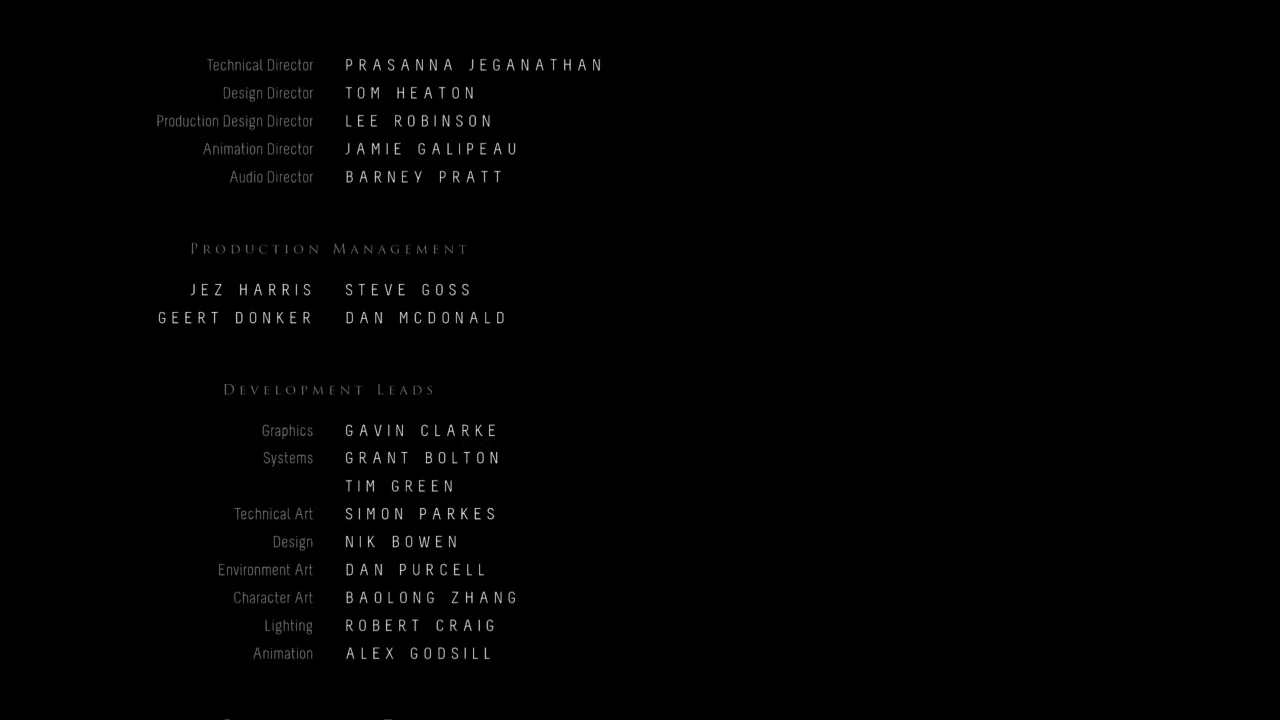 Technical Director PRASANNA JEGANATHAN
Design Director TOM HEATON
Production Design Director LEE ROBINSON
Animation Director JAMIE GALIPEAU
Audio Director BARNEY PRATT
PRODUCTION MANAGEMENT
JEZ HARRIS STEVE GOSS
GEERT DONKER DAN MCDONALD
DEVELOPMENT LEADS
Graphics GAVIN CLARKE
Systems GRANT BOLTON
TIM GREEN
Technical Art SIMON PARKES
Design NIK BOWEN
Environment Art DAN PURCELL
Character Art BAOLONG ZHANG
Lighting ROBERT CRAIG
Animation ALEX GODSILL